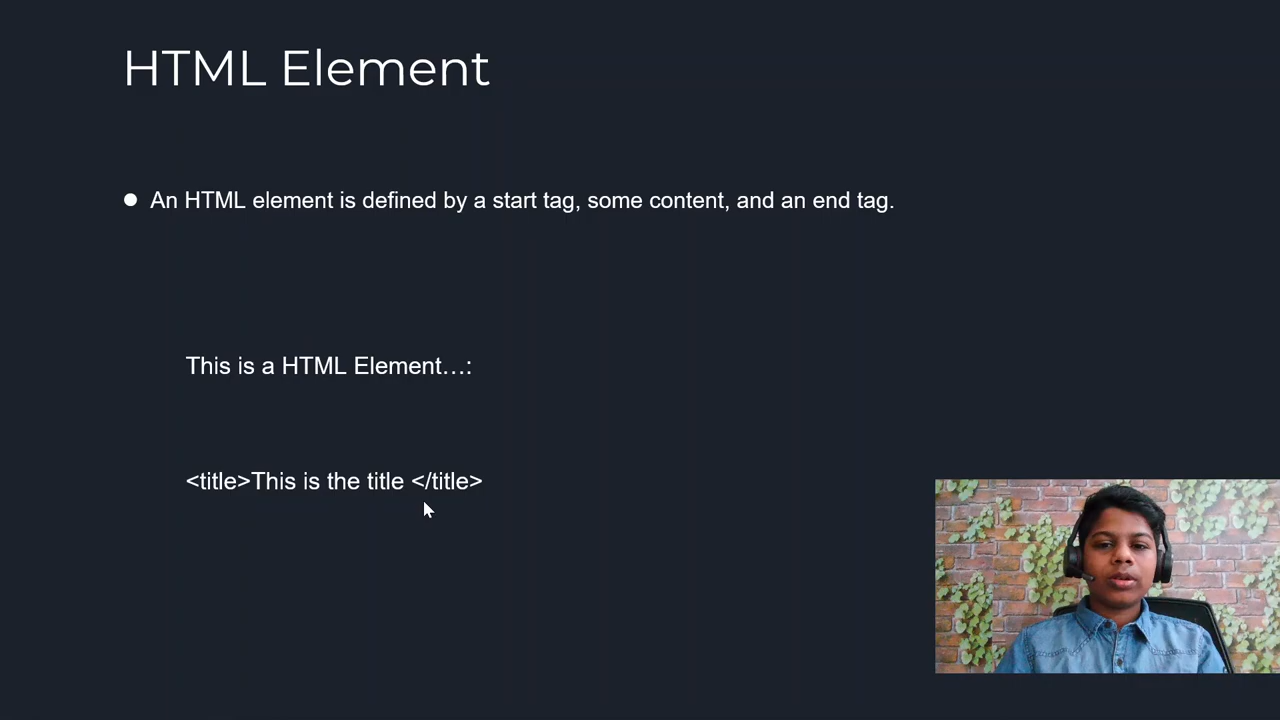 HTML Element
An HTML element is defined by a start tag, some content, and an end tag.
This is a HTML Element…:
<title>This is the title </title>